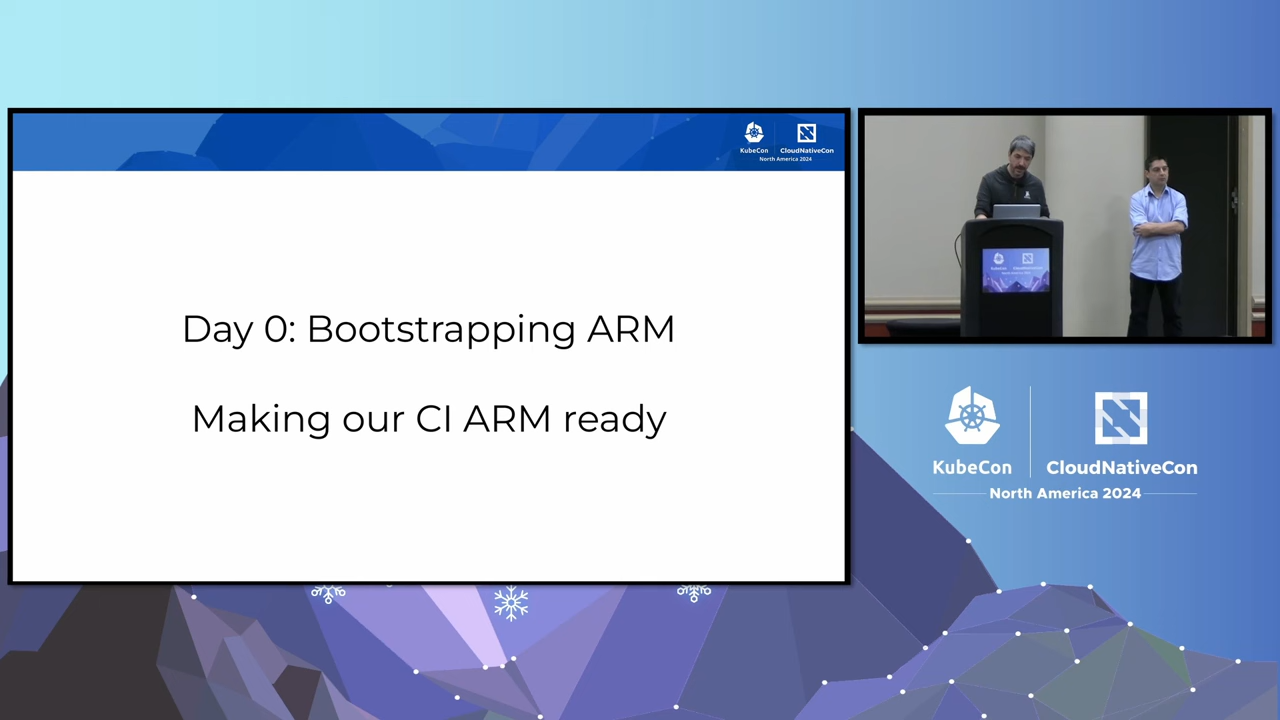 KubeCon
CloudNativeCon
North America 2024
Day 0: Bootstrapping ARM
Making our CI ARM ready
KubeCon
CloudNativeCon
North America 2024